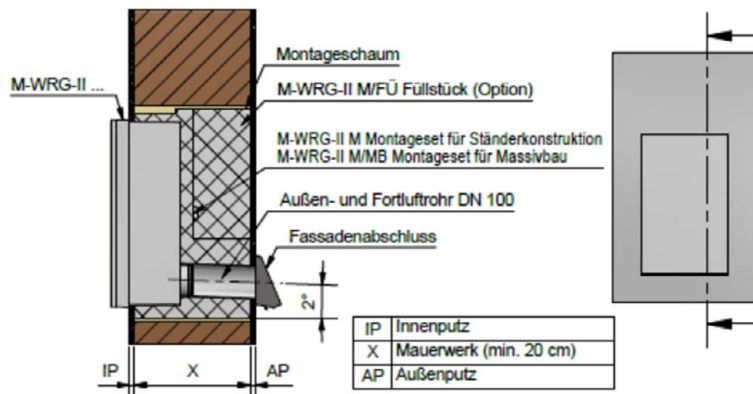 Montageschaum
M-WRG-II ...
M-WRG-II M/FÜ Füllstück (Option)
M-WRG-II M Montageset für Ständerkonstruktion
M-WRG-II M/MB Montageset für Massivbau
Außen- und Fortluftrohr DN 100
Fassadenabschluss
2°
IP Innenputz
X Mauerwerk (min. 20 cm)
AP Außenputz
IP X AP